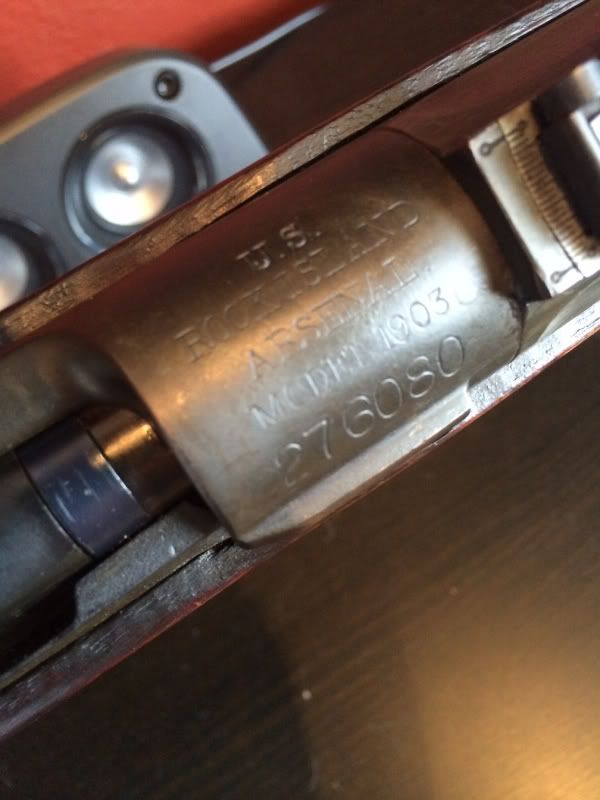 U.S.
ROCK ISLAND
ARSENAL.
MODEL 1903
276080